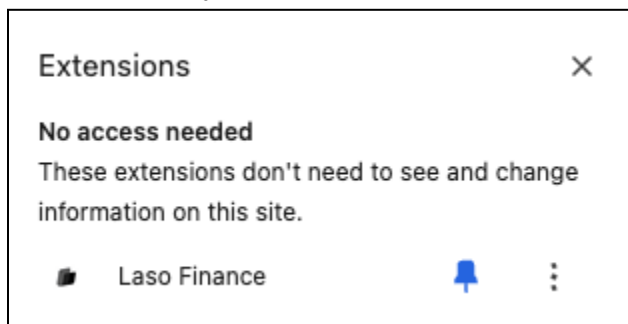 Extensions
No access needed
These extensions don't need to see and change
information on this site.
Laso Finance